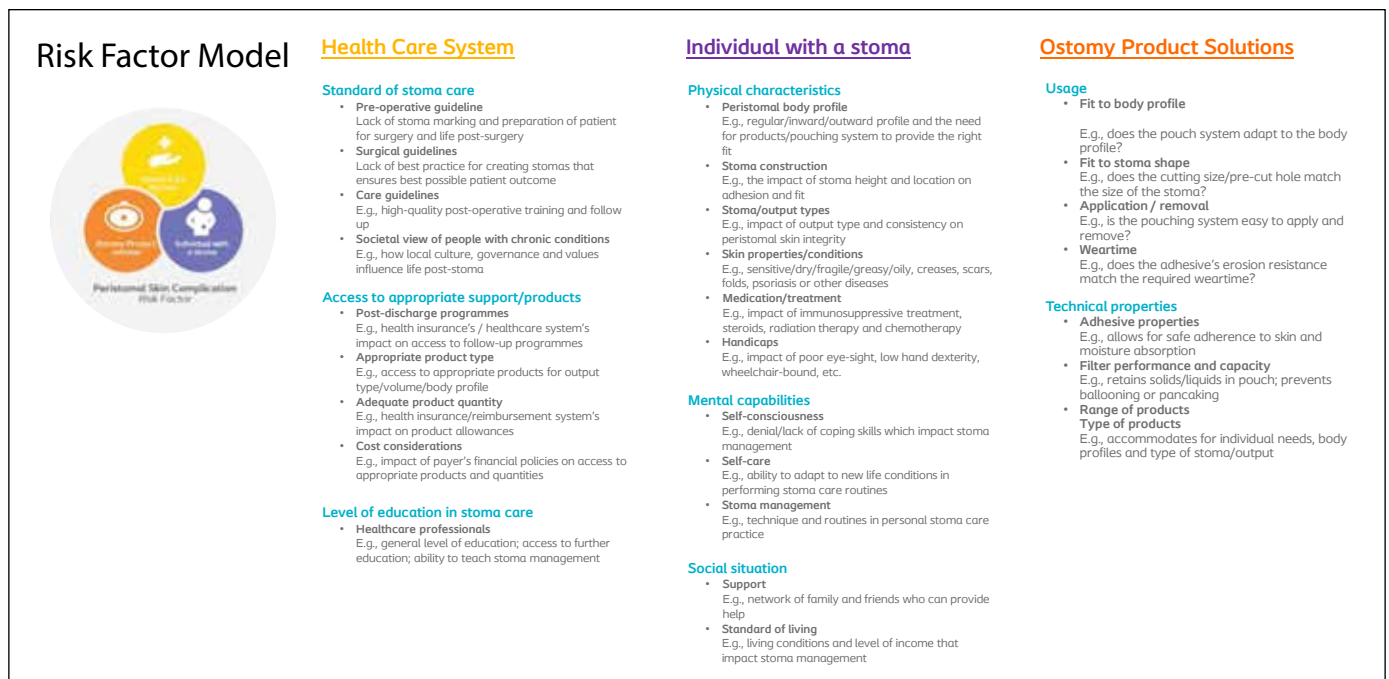 Risk Factor Model
Ostomy Product
Individual with
a stoma
Peristomal Skin Complication
Risk Factor
Health Care System
Standard of stoma care
• Pre-operative guideline
Lack of stoma marking and preparation of patient
for surgery and life post-surgery
• Surgical guidelines
Lack of best practice for creating stomas that
ensures best possible patient outcome
• Care guidelines
E.g., high-quality post-operative training and follow
up
• Societal view of people with chronic conditions
E.g., how local culture, governance and values
influence life post-stoma
Access to appropriate support/products
• Post-discharge programmes
E.g., health insurance's / healthcare system's
impact on access to follow-up programmes
• Appropriate product type
E.g., access to appropriate products for output
type/volume/body profile
• Adequate product quantity
E.g., health insurance/reimbursement system's
impact on product allowances
• Cost considerations
E.g., impact of payer's financial policies on access to
appropriate products and quantities
Level of education in stoma care
• Healthcare professionals
E.g., general level of education; access to further
education; ability to teach stoma management
Individual with a stoma
Physical characteristics
• Peristomal body profile
E.g., regular/inward/outward profile and the need
for products/pouching system to provide the right
fit
• Stoma construction
E.g., the impact of stoma height and location on
adhesion and fit
• Stoma/output types
E.g., impact of output type and consistency on
peristomal skin integrity
• Skin properties/conditions
E.g., sensitive/dry/fragile/greasy/oily, creases, scars,
folds, psoriasis or other diseases
• Medication/treatment
E.g., impact of immunosuppressive treatment,
steroids, radiation therapy and chemotherapy
• Handicaps
E.g., impact of poor eye-sight, low hand dexterity,
wheelchair-bound, etc.
Mental capabilities
• Self-consciousness
E.g., denial/lack of coping skills which impact stoma
management
• Self-care
E.g., ability to adapt to new life conditions in
performing stoma care routines
• Stoma management
E.g., technique and routines in personal stoma care
practice
Social situation
• Support
E.g., network of family and friends who can provide
help
• Standard of living
E.g., living conditions and level of income that
impact stoma management
Ostomy Product Solutions
Usage
• Fit to body profile
E.g., does the pouch system adapt to the body
profile?
• Fit to stoma shape
E.g., does the cutting size/pre-cut hole match
the size of the stoma?
• Application / removal
E.g., is the pouching system easy to apply and
remove?
• Weartime
E.g., does the adhesive's erosion resistance
match the required weartime?
Technical properties
• Adhesive properties
E.g., allows for safe adherence to skin and
moisture absorption
• Filter performance and capacity
E.g., retains solids/liquids in pouch; prevents
ballooning or pancaking
• Range of products
Type of products
E.g., accommodates for individual needs, body
profiles and type of stoma/output